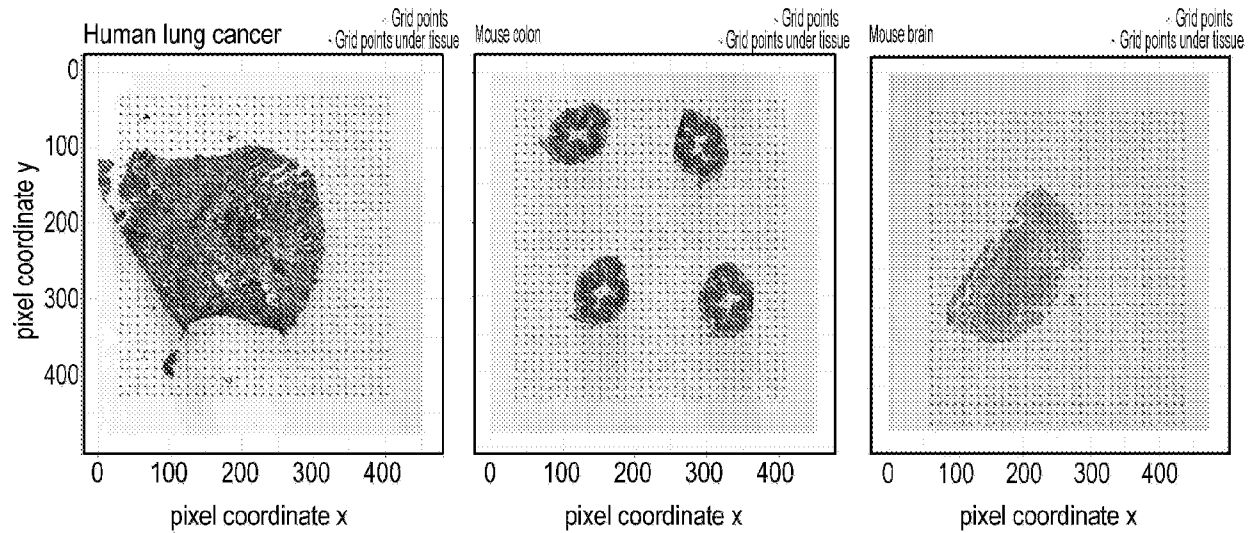 Human lung cancer
Grid points
Grid points under tissue
Mouse colon
Grid points
Grid points under tissue
Mouse brain
Grid points
Grid points under tissue
pixel coordinate y
0
100
200
300
400
0 100 200 300 400
0 100 200 300 400
0 100 200 300 400
pixel coordinate x
pixel coordinate x
pixel coordinate x